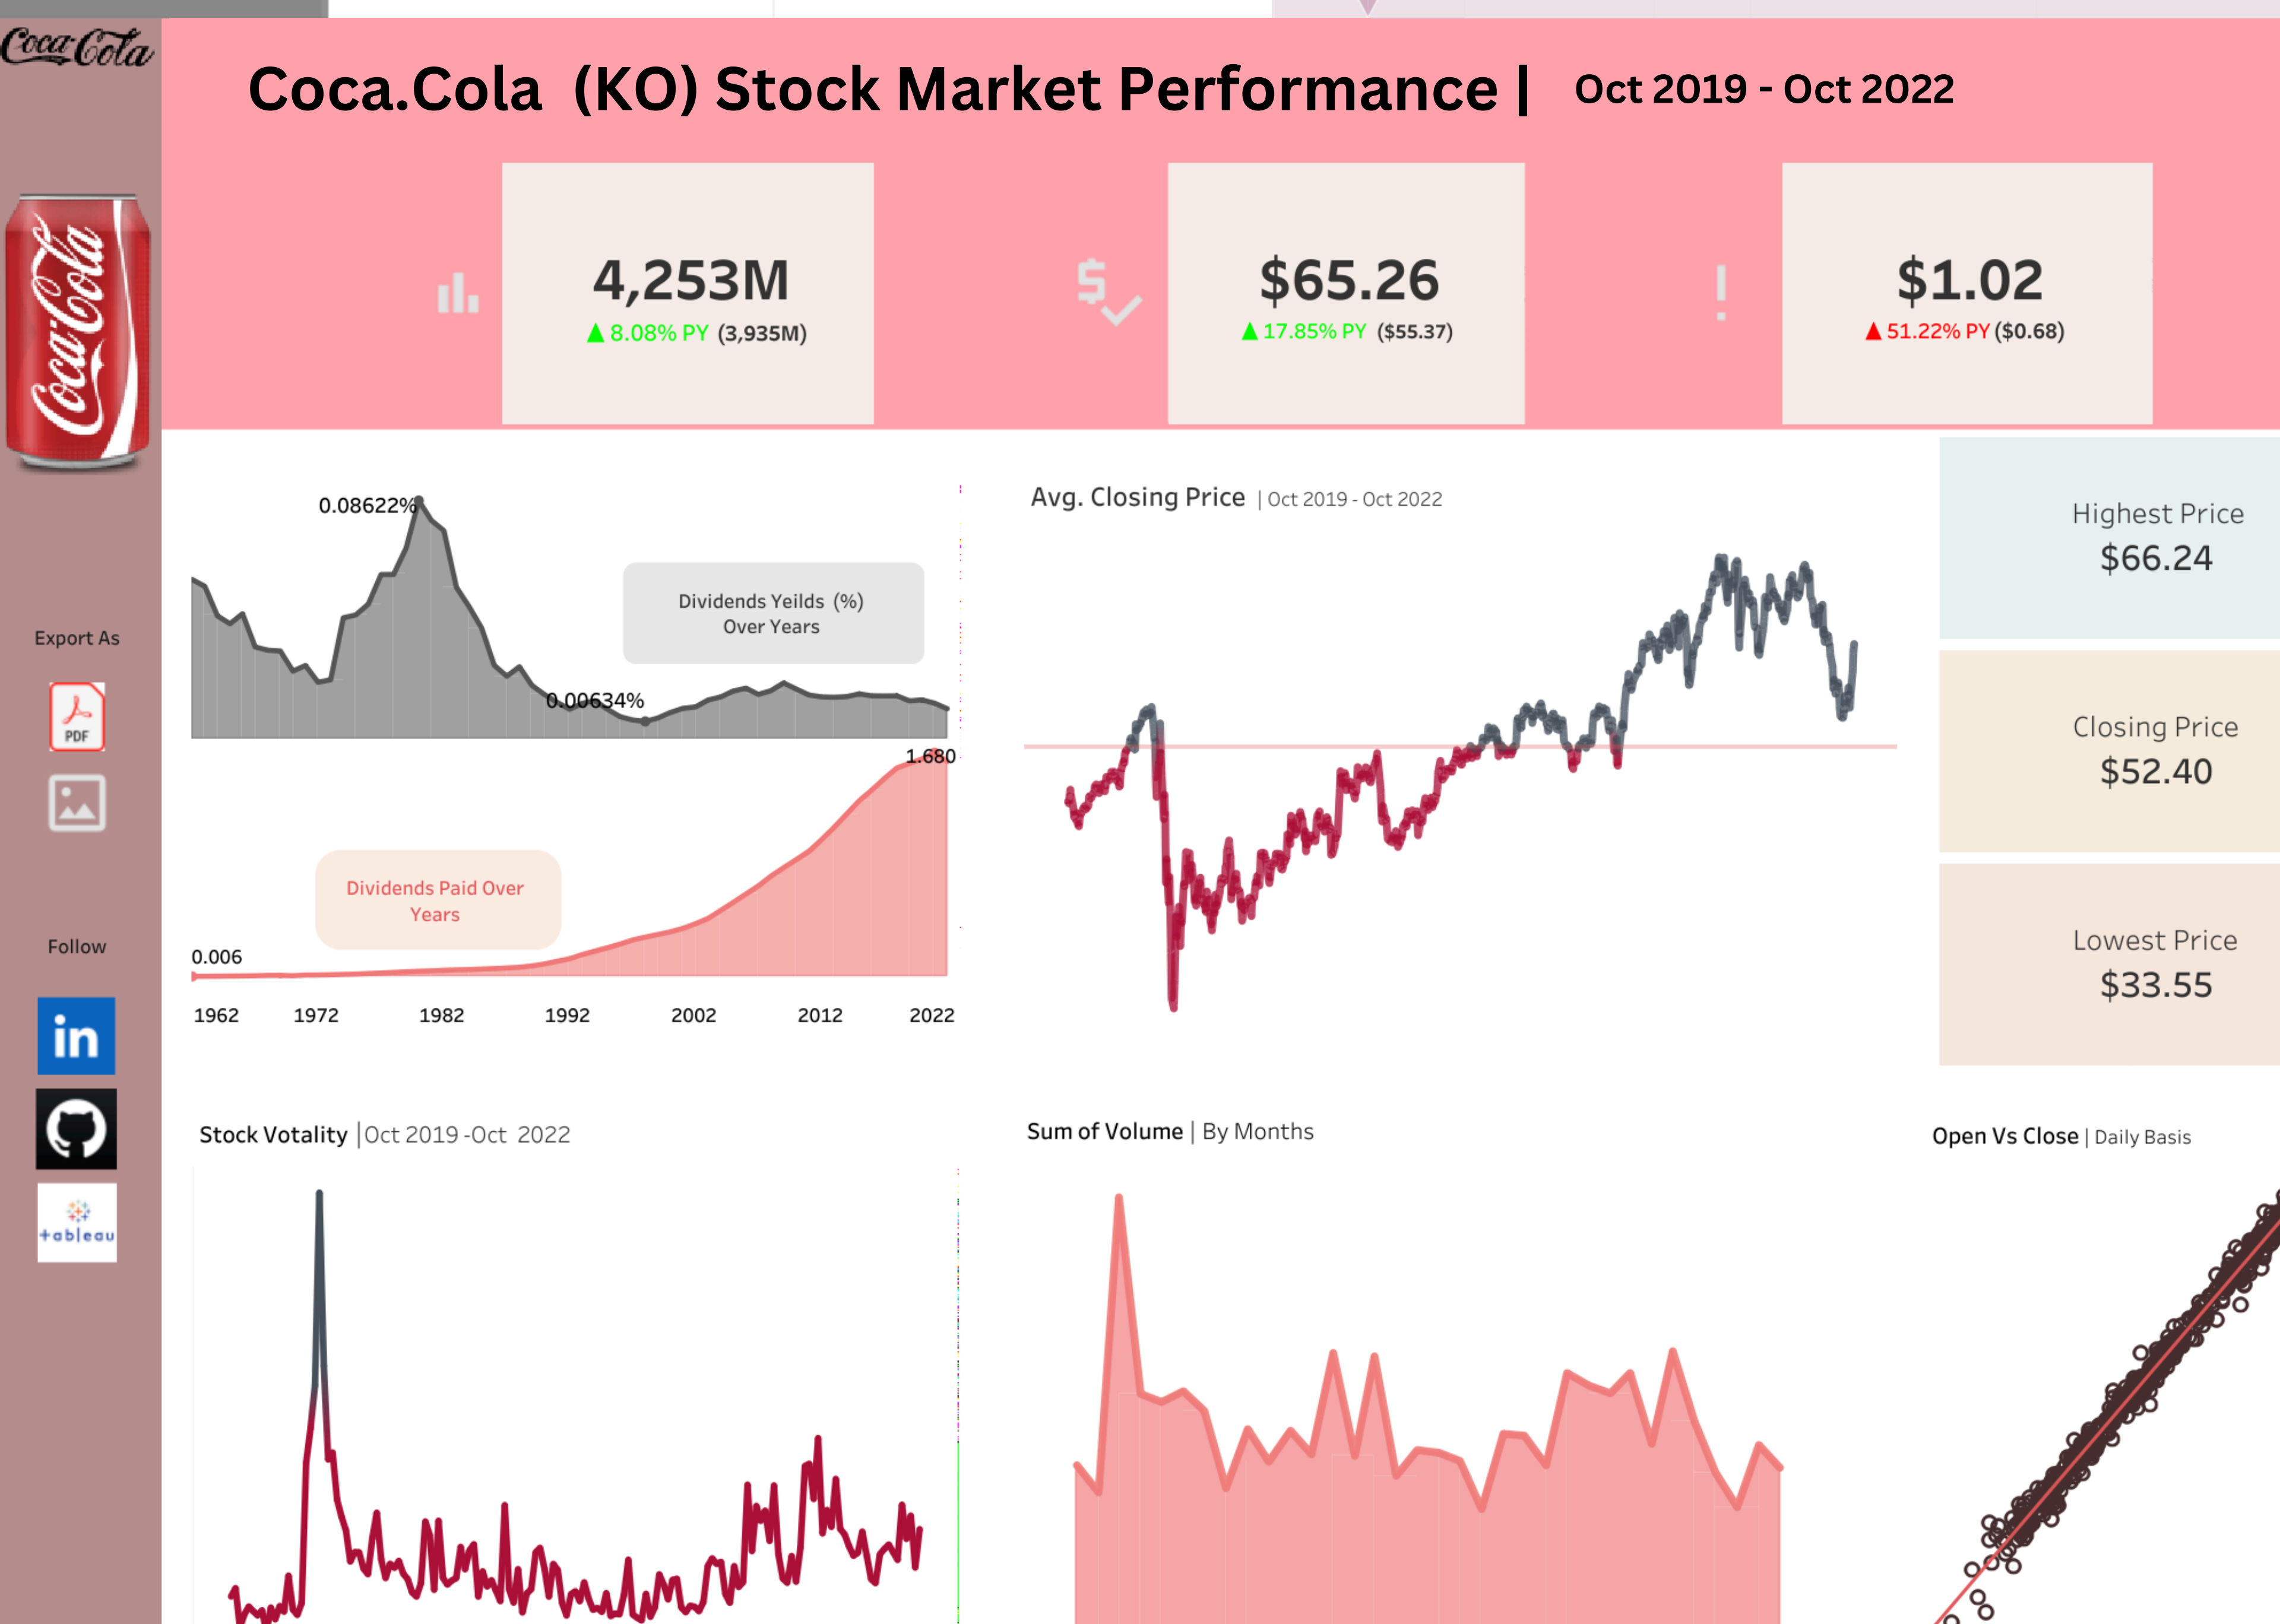 Coca-Cola
Coca.Cola (KO) Stock Market Performance | Oct 2019 - Oct 2022
Coca-Cola
4,253M
▲ 8.08% PY (3,935M)
$65.26
▲ 17.85% PY ($55.37)
$1.02
▲ 51.22% PY ($0.68)
Export As
PDF
Follow
in
+ableau
0.08622%
Dividends Yeilds (%)
Over Years
0.00634%
1.680
Dividends Paid Over
Years
0.006
1962 1972 1982 1992 2002 2012 2022
Avg. Closing Price | Oct 2019 - Oct 2022
Highest Price
$66.24
Closing Price
$52.40
Lowest Price
$33.55
Stock Votality |Oct 2019 -Oct 2022
Sum of Volume | By Months
Open Vs Close | Daily Basis